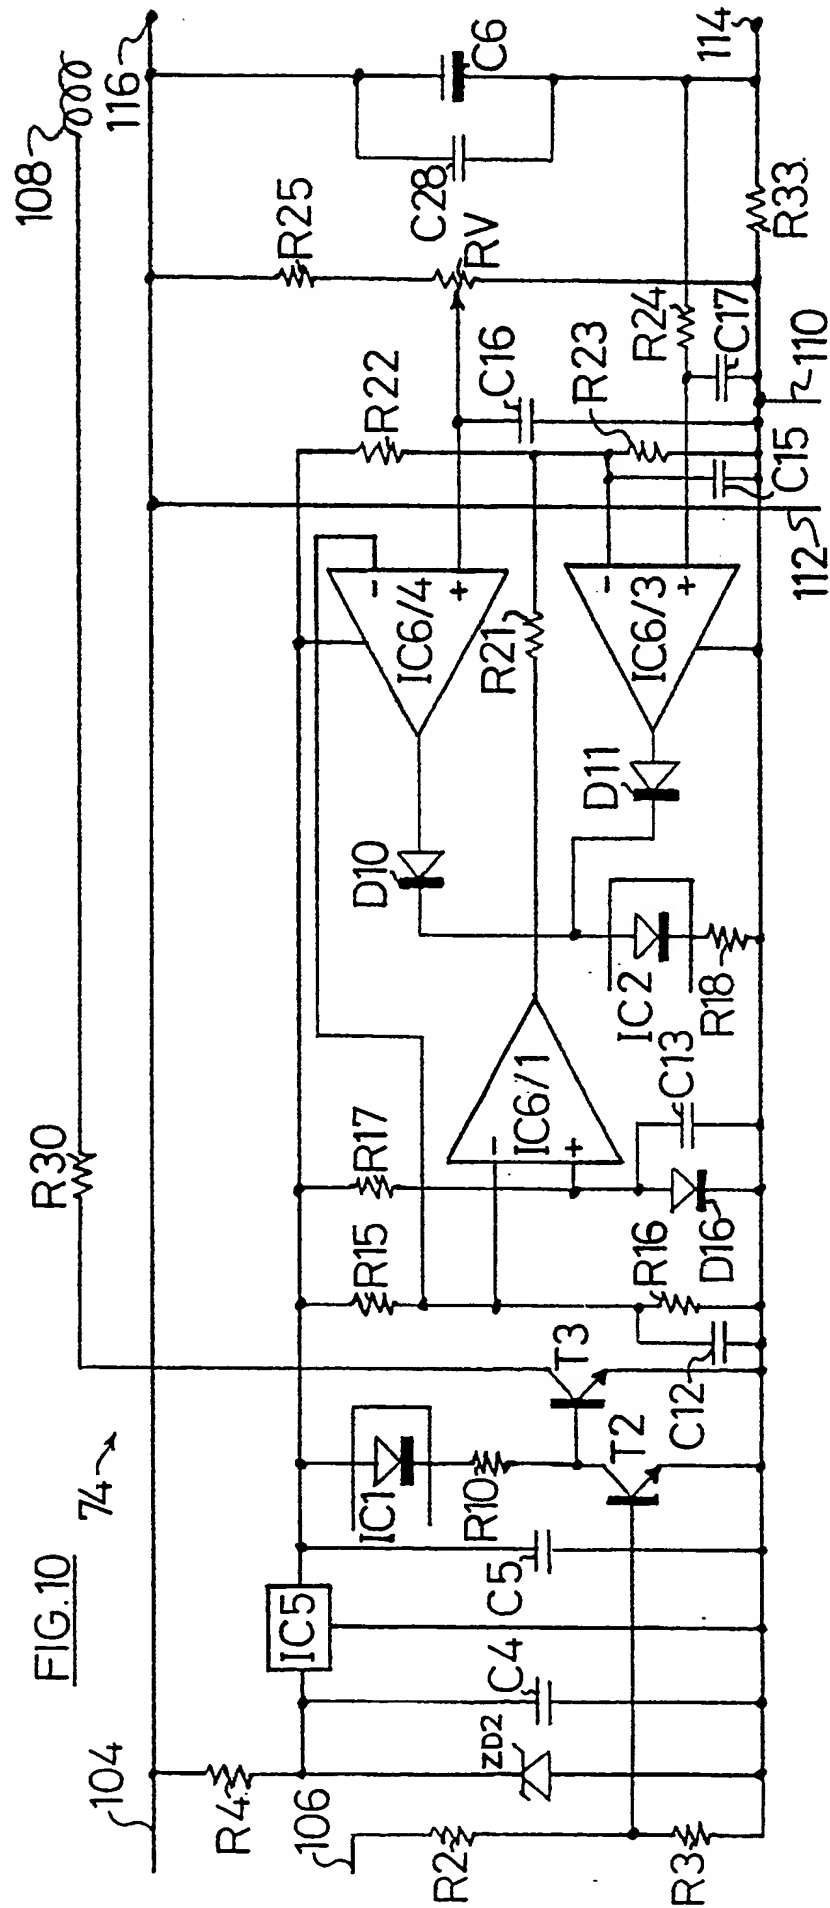 FIG.10
74
104
R4
106
R2
R3
ZD2
C4
IC5
C5
IC1
R10
T2
T3
C12
R15
R16
R17
D16
C13
IC6/1
-
+
R30
108
IC2
R18
D10
D11
IC6/4
-
+
R21
IC6/3
-
+
R22
C16
R23
R24
C15
C17
112
110
R25
RV
C28
C6
R33
116
114